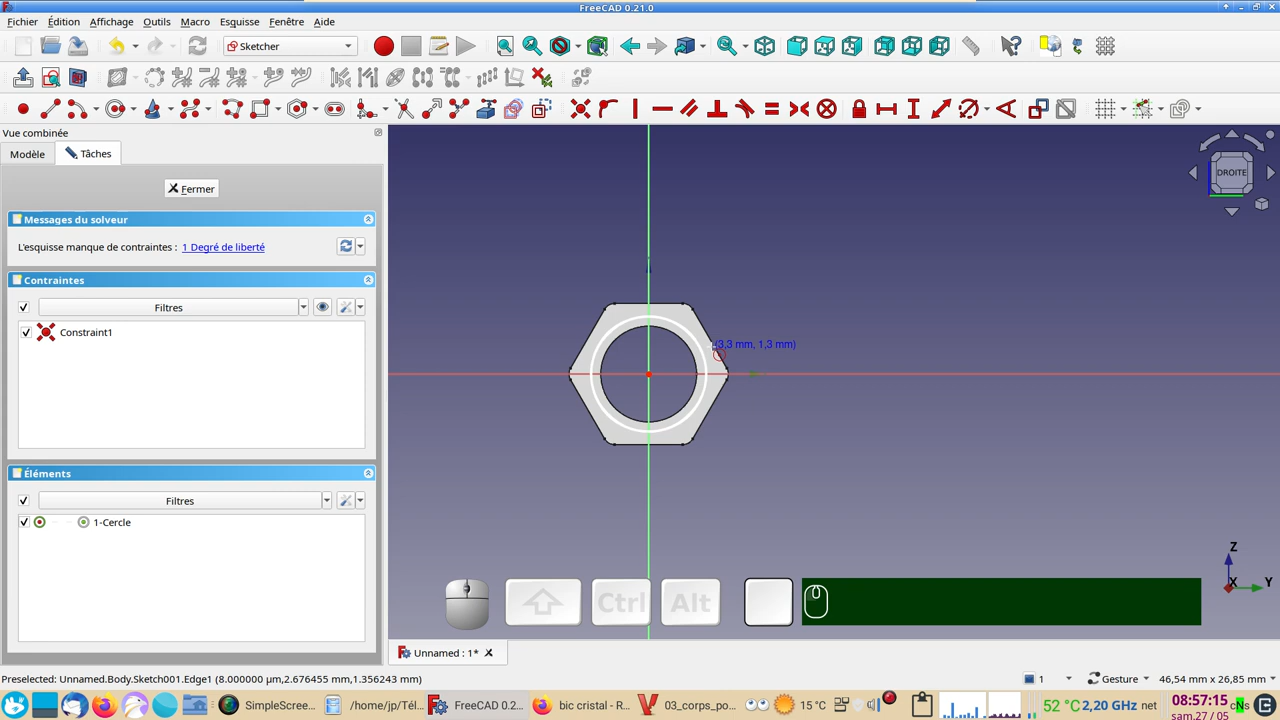 FreeCAD 0.21.0
Fichier Édition Affichage Outils Macro Esquisse Fenêtre Aide
Sketcher
Vue combinée
Modèle Tâches
Fermer
DROITE
Messages du solveur
L'esquisse manque de contraintes : 1 Degré de liberté
Contraintes
Filtres
Constraint1
(3,3 mm, 1,3 mm)
Éléments
Filtres
1-Cercle
Z
Y
X
Ctrl Alt
Unnamed : 1*
Preselected: Unnamed.Body.Sketch001.Edge1 (8.000000 µm,2.676455 mm,1.356243 mm)
1 Gesture 46,54 mm x 26,85 mm
SimpleScree... /home/jp/Tél... FreeCAD 0.2... bic cristal - R... 03_corps_po... 15 °C 52 °C 2,20 GHz net 08:57:15
sam.27/05